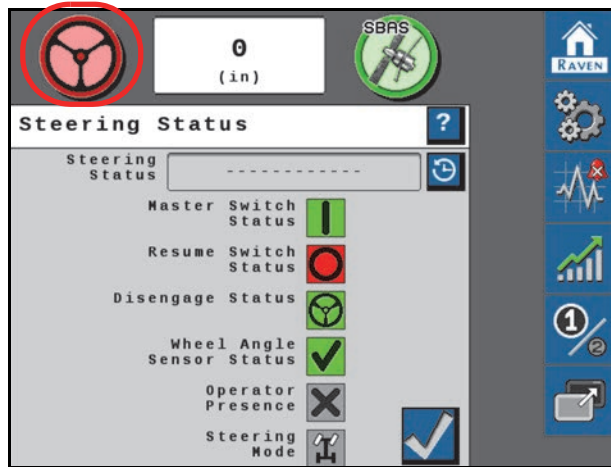 0
(in)
SBAS
RAVEN
Steering Status
?
Steering
Status
------------
Master Switch
Status
Resume Switch
Status
Disengage Status
Wheel Angle
Sensor Status
Operator
Presence
Steering
Mode
1
2